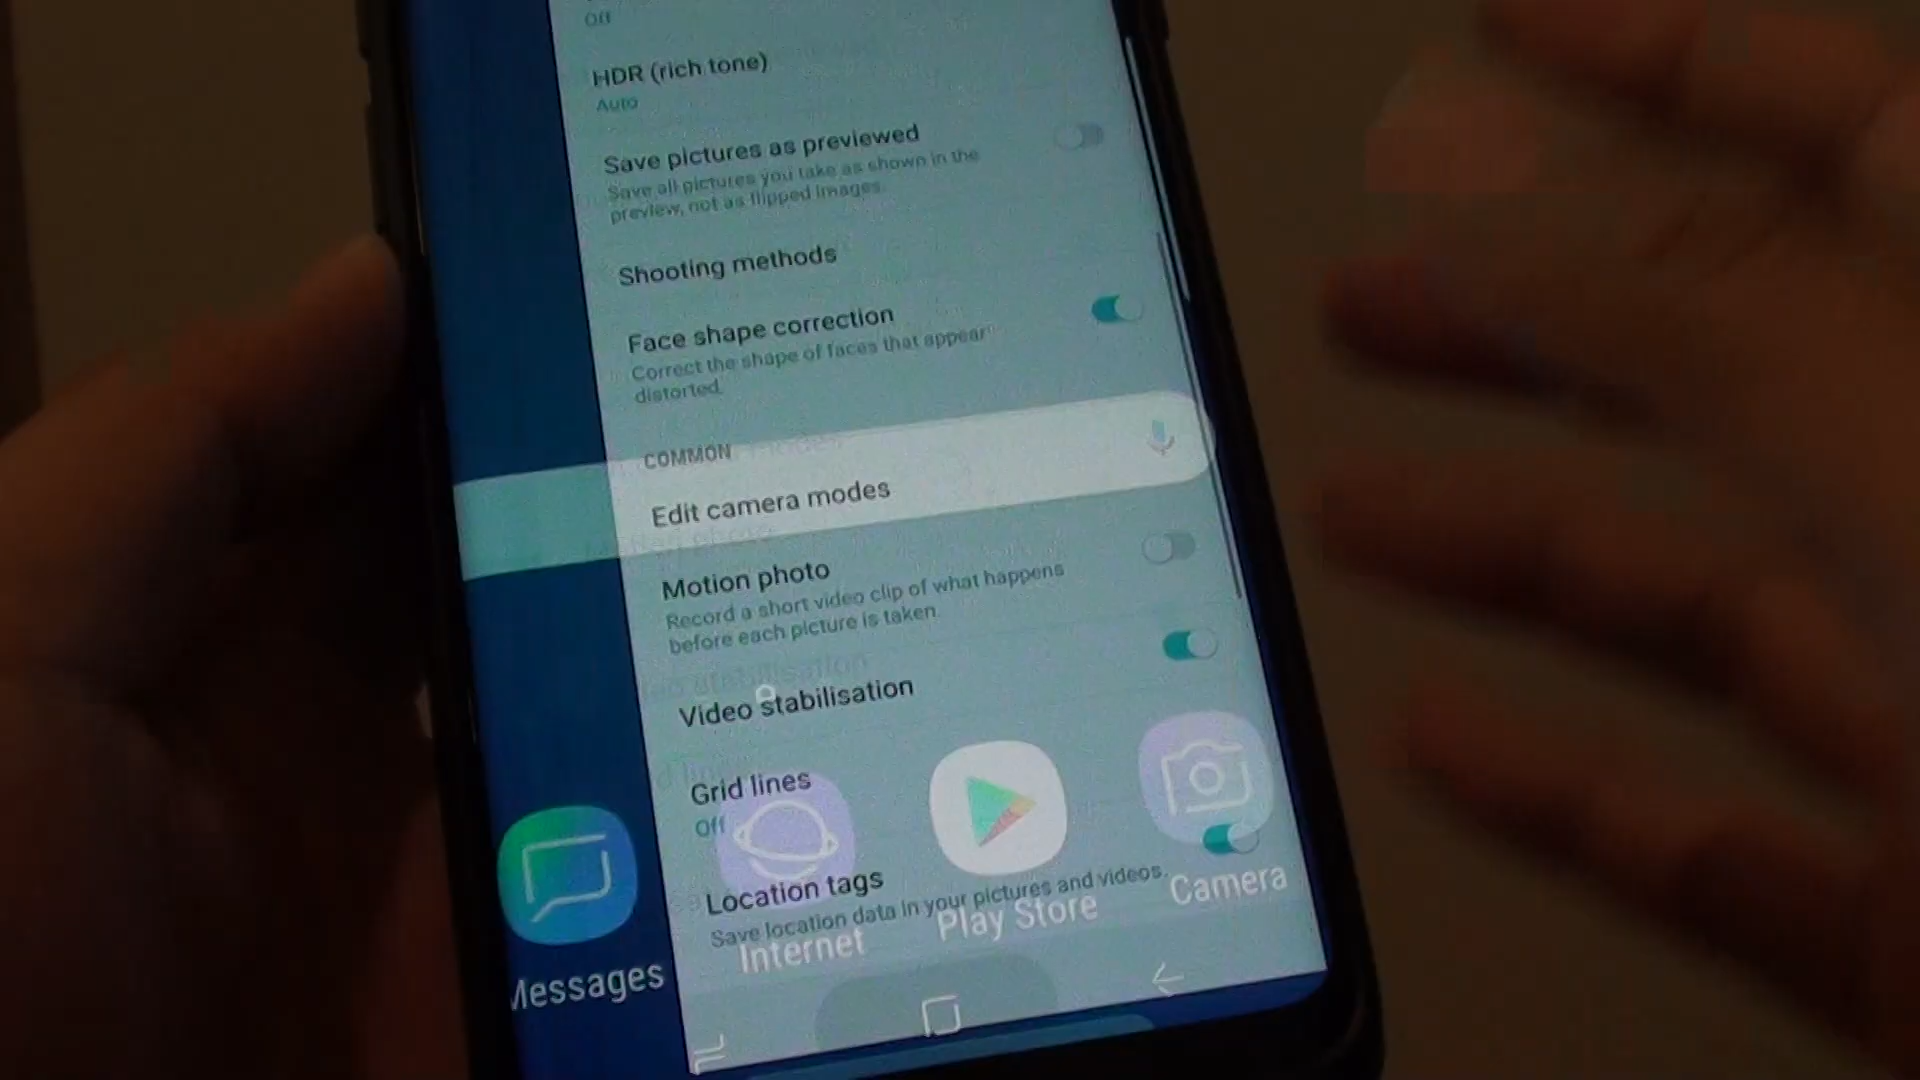 Off
HDR (rich tone)
Auto
Save pictures as previewed
Save all pictures you take as shown in the
preview, not as flipped images.
Shooting methods
Face shape correction
Correct the shape of faces that appear
distorted.
COMMON
Edit camera modes
Motion photo
Record a short video clip of what happens
before each picture is taken.
Video stabilisation
Grid lines
Off
Location tags
Save location data in your pictures and videos.
Messages
Internet
Play Store
Camera